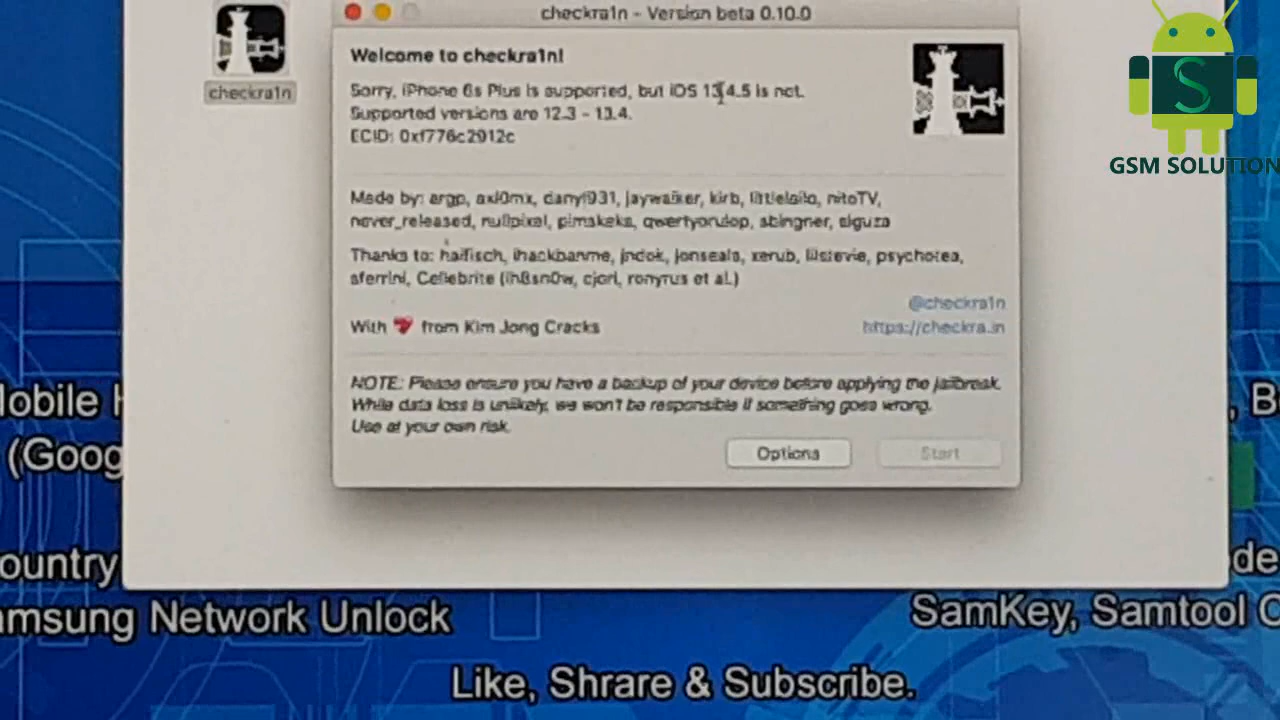 checkra1n - Version beta 0.10.0
checkra1n
Welcome to checkra1n!
Sorry, iPhone 6s Plus is supported, but iOS 13.4.5 is not.
Supported versions are 12.3 - 13.4.
ECID: 0xf776c2912c
GSM SOLUTION
Made by: argp, axi0mx, danyl931, jaywalker, kirb, littlelailo, nitoTV,
never_released, nullpixel, pimskeks, qwertyoruiop, sbingner, siguza
Thanks to: haifisch, ihackbanme, jndok, jonseals, xerub, lilstevie, psychotea,
sferrini, Cellebrite (ih8sn0w, cjori, ronyrus et al.)
@checkra1n
With from Kim Jong Cracks
https://checkra.in
NOTE: Please ensure you have a backup of your device before applying the jailbreak.
While data loss is unlikely, we won't be responsible if something goes wrong.
Use at your own risk.
Options
Start
Mobile H
, B
(Goog
ountry
de
amsung Network Unlock
SamKey, Samtool
Like, Shrare & Subscribe.